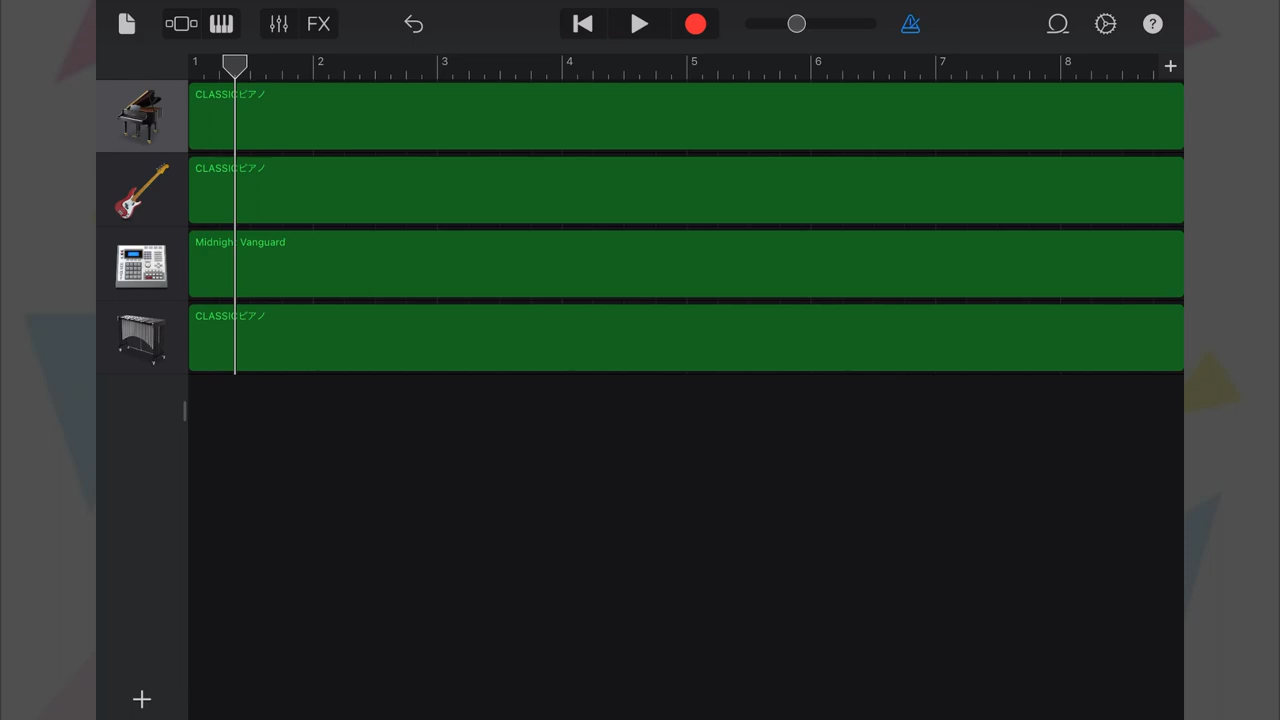 FX
?
1 2 3 4 5 6 7 8
CLASSICピアノ
CLASSICピアノ
Midnight Vanguard
CLASSICピアノ